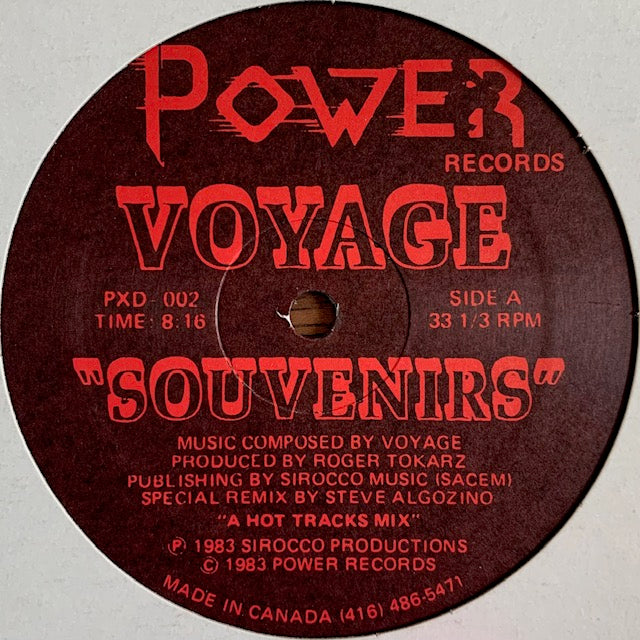 POWER
RECORDS
VOYAGE
PXD-002
TIME: 8:16
SIDE A
33 1/3 RPM
"SOUVENIRS"
MUSIC COMPOSED BY VOYAGE
PRODUCED BY ROGER TOKARZ
PUBLISHING BY SIROCCO MUSIC (SACEM)
SPECIAL REMIX BY STEVE ALGOZINO
"A HOT TRACKS MIX"
Ⓟ 1983 SIROCCO PRODUCTIONS
© 1983 POWER RECORDS
MADE IN CANADA (416) 486-5471